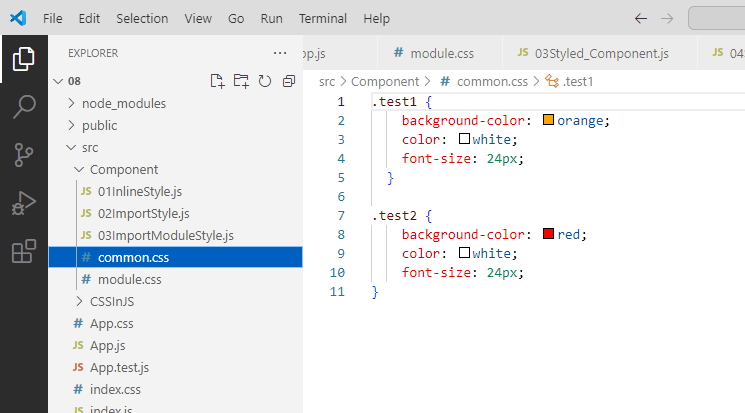 File Edit Selection View Go Run Terminal Help
EXPLORER
08
node_modules
public
src
Component
JS 01InlineStyle.js
JS 02ImportStyle.js
JS 03ImportModuleStyle.js
# common.css
# module.css
CSSInJS
# App.css
JS App.js
JS App.test.js
# index.css
JS index.js
pp.js # module.css JS 03Styled_Component.js JS 04S
src > Component > # common.css > .test1
1 .test1 {
2 background-color: orange;
3 color: white;
4 font-size: 24px;
5 }
6
7 .test2 {
8 background-color: red;
9 color: white;
10 font-size: 24px;
11 }